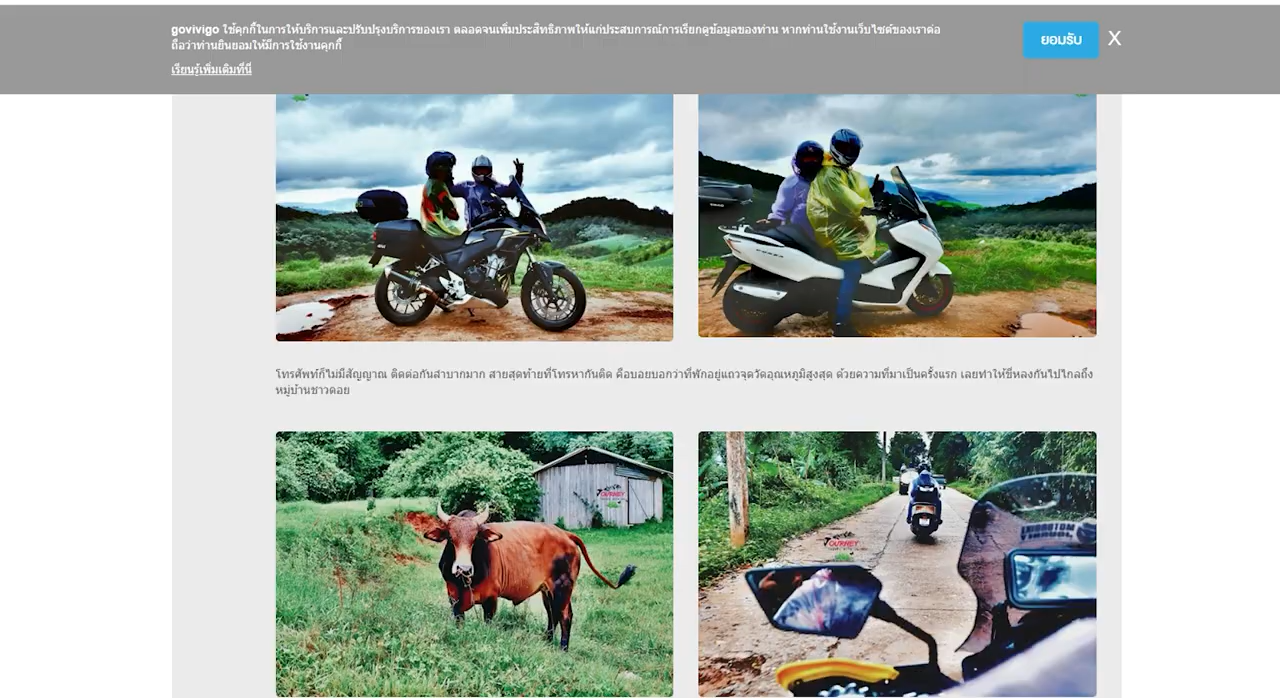 govivigo ใช้คุกกี้ในการให้บริการและปรับปรุงบริการของเรา ตลอดจนเพิ่มประสิทธิภาพให้แก่ประสบการณ์การเรียกดูข้อมูลของท่าน หากท่านใช้งานเว็บไซต์ของเราต่อ
ถือว่าท่านยินยอมให้มีการใช้งานคุกกี้
ยอมรับ X
เรียนรู้เพิ่มเติมที่นี่
โทรศัพท์ก็ไม่มีสัญญาณ ติดต่อกันลำบากมาก สายสุดท้ายที่โทรหากันติด คือบอยบอกว่าที่พักอยู่แถวจุดวัดอุณหภูมิสูงสุด ด้วยความที่มาเป็นครั้งแรก เลยทำให้ขี่หลงกันไปไกลถึง
หมู่บ้านชาวดอย